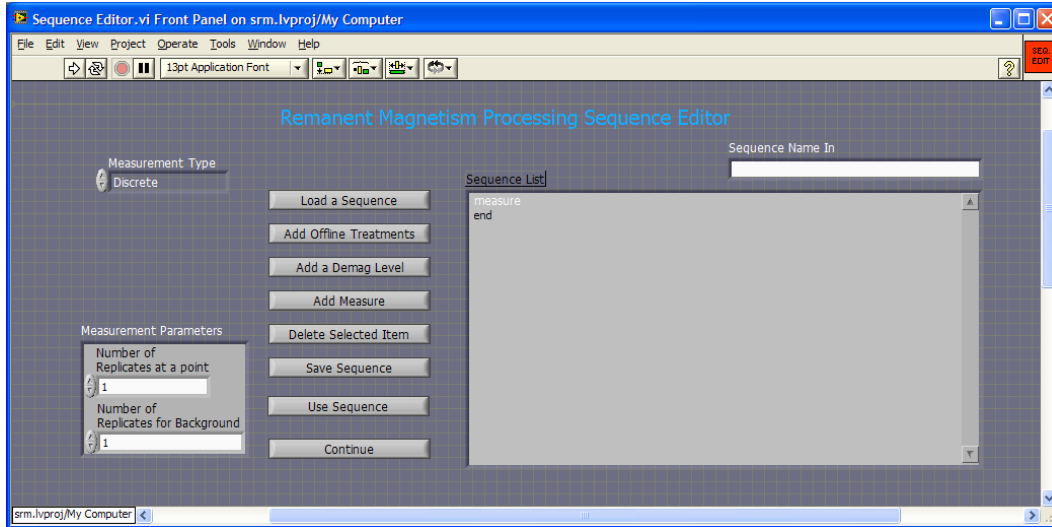 Sequence Editor.vi Front Panel on srm.lvproj/My Computer
File Edit View Project Operate Tools Window Help
13pt Application Font
SEQ.
EDIT
Remanent Magnetism Processing Sequence Editor
Sequence Name In
Measurement Type
Discrete
Sequence List
measure
end
Load a Sequence
Add Offline Treatments
Add a Demag Level
Add Measure
Delete Selected Item
Save Sequence
Use Sequence
Continue
Measurement Parameters
Number of
Replicates at a point
1
Number of
Replicates for Background
1
srm.lvproj/My Computer